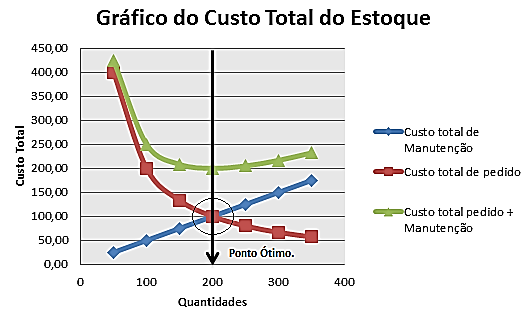 Gráfico do Custo Total do Estoque
Custo Total
450,00
400,00
350,00
300,00
250,00
200,00
150,00
100,00
50,00
0,00
0 100 200 300 400
Quantidades
Ponto Ótimo.
Custo total de
Manutenção
Custo total de pedido
Custo total pedido +
Manutenção